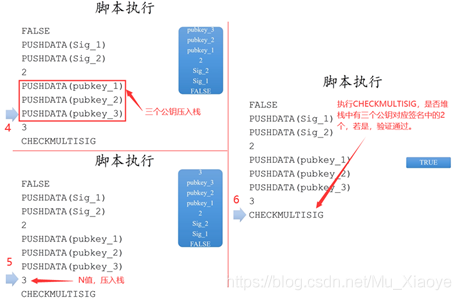 脚本执行
FALSE
PUSHDATA(Sig_1)
PUSHDATA(Sig_2)
2
PUSHDATA(pubkey_1)
PUSHDATA(pubkey_2)
PUSHDATA(pubkey_3)
3
CHECKMULTISIG
4
三个公钥压入栈
pubkey_3
pubkey_2
pubkey_1
2
Sig_2
Sig_1
FALSE
脚本执行
FALSE
PUSHDATA(Sig_1)
PUSHDATA(Sig_2)
2
PUSHDATA(pubkey_1)
PUSHDATA(pubkey_2)
PUSHDATA(pubkey_3)
3
CHECKMULTISIG
5
N值,压入栈
3
pubkey_3
pubkey_2
pubkey_1
2
Sig_2
Sig_1
FALSE
脚本执行
FALSE
PUSHDATA(Sig_1)
PUSHDATA(Sig_2)
2
PUSHDATA(pubkey_1)
PUSHDATA(pubkey_2)
PUSHDATA(pubkey_3)
3
CHECKMULTISIG
6
执行CHECKMULTISIG,是否堆
栈中有三个公钥对应签名中的2
个,若是,验证通过。
TRUE
https://blog.csdn.net/Mu_Xiaoye